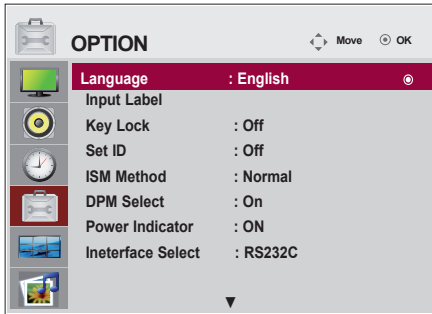 OPTION Move OK
Language : English
Input Label
Key Lock : Off
Set ID : Off
ISM Method : Normal
DPM Select : On
Power Indicator : ON
Ineterface Select : RS232C